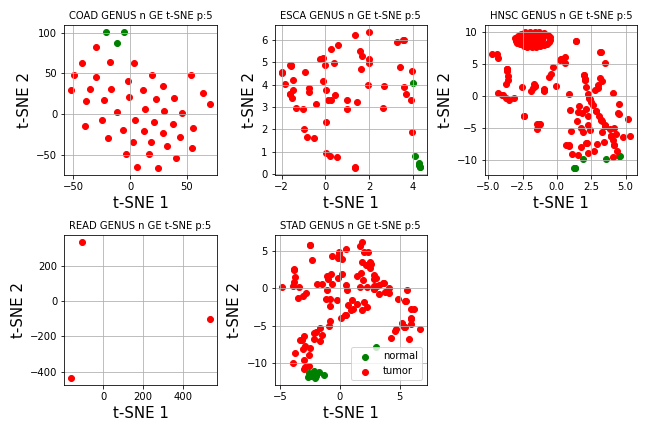 COAD GENUS n GE t-SNE p:5
ESCA GENUS n GE t-SNE p:5
HNSC GENUS n GE t-SNE p:5
t-SNE 2
100
50
0
−50
−50
0
50
t-SNE 1
t-SNE 2
6
5
4
3
2
1
0
−2
0
2
4
t-SNE 1
t-SNE 2
10
5
0
−5
−10
−5.0
−2.5
0.0
2.5
5.0
t-SNE 1
READ GENUS n GE t-SNE p:5
STAD GENUS n GE t-SNE p:5
t-SNE 2
200
0
−200
−400
0
200
400
t-SNE 1
t-SNE 2
5
0
−5
−10
−5
0
5
t-SNE 1
normal
tumor